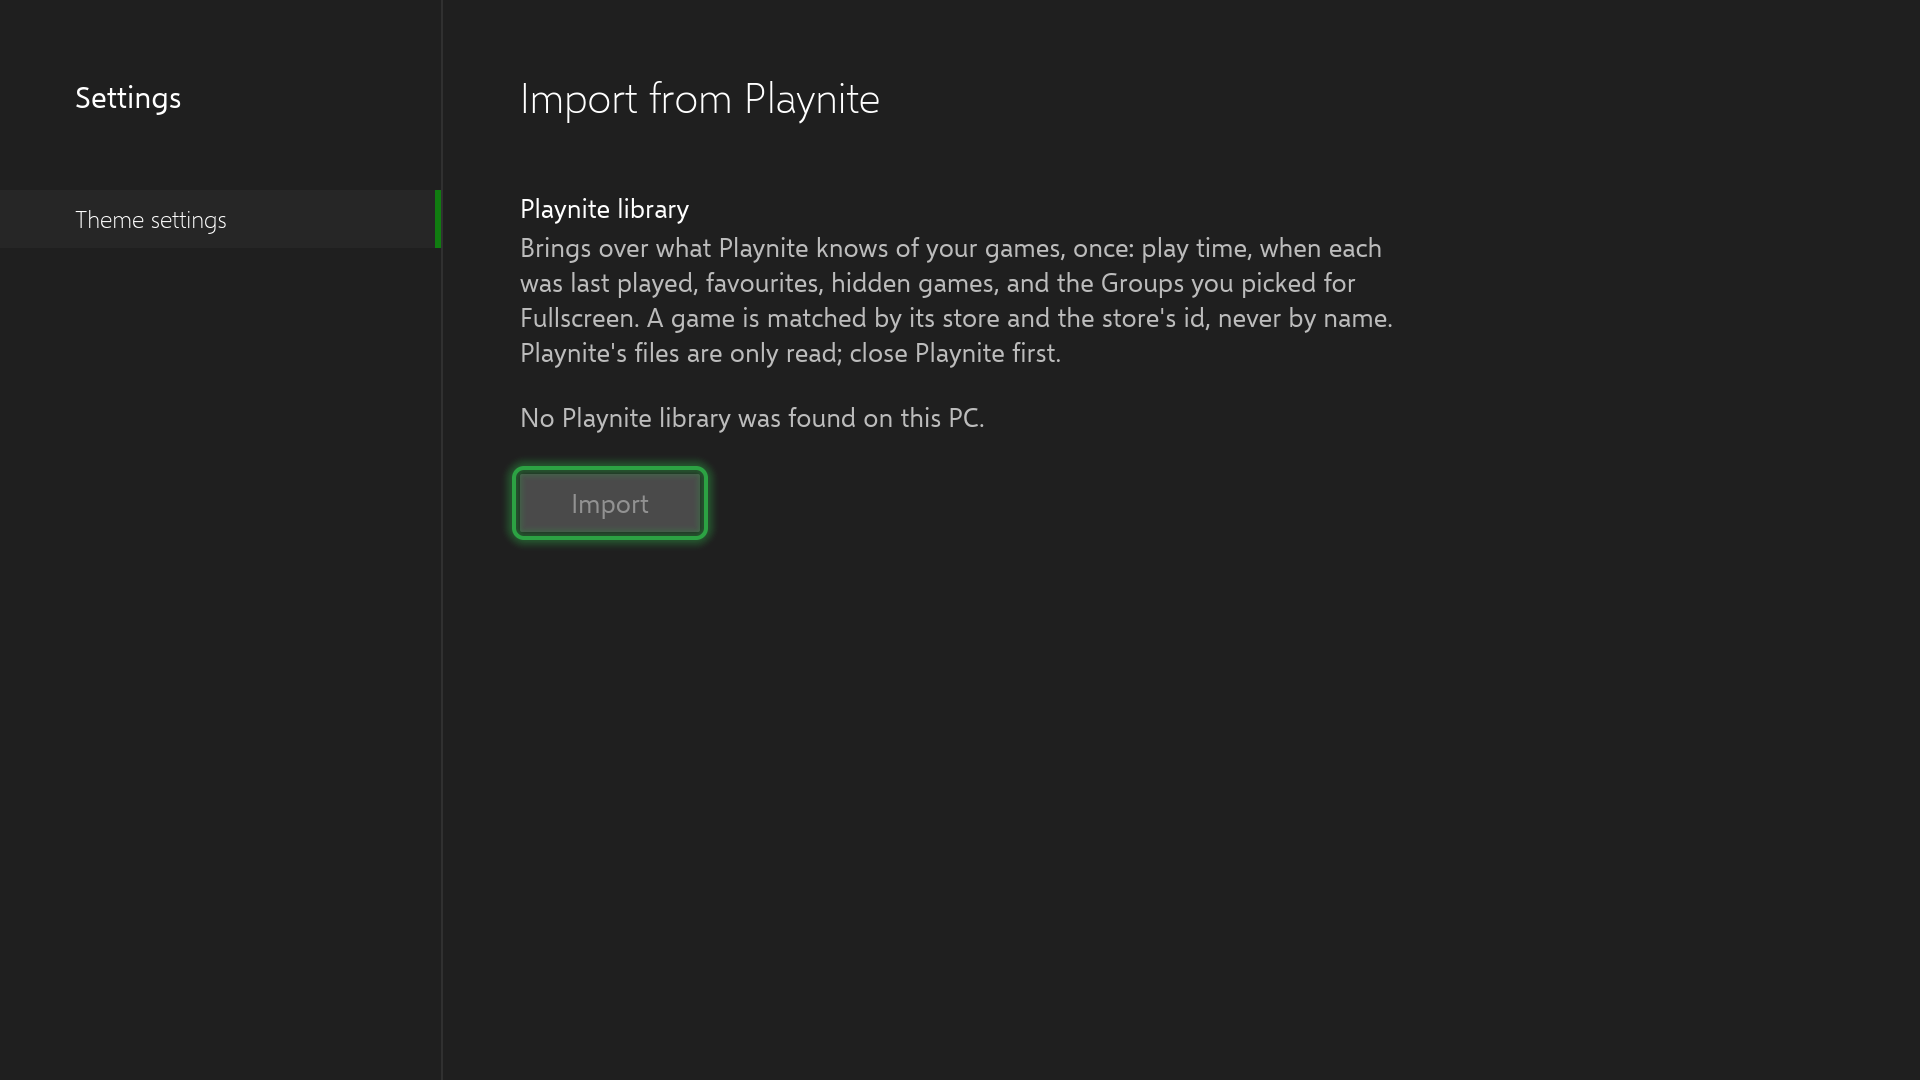 Settings
Theme settings
Import from Playnite
Playnite library
Brings over what Playnite knows of your games, once: play time, when each
was last played, favourites, hidden games, and the Groups you picked for
Fullscreen. A game is matched by its store and the store's id, never by name.
Playnite's files are only read; close Playnite first.
No Playnite library was found on this PC.
Import